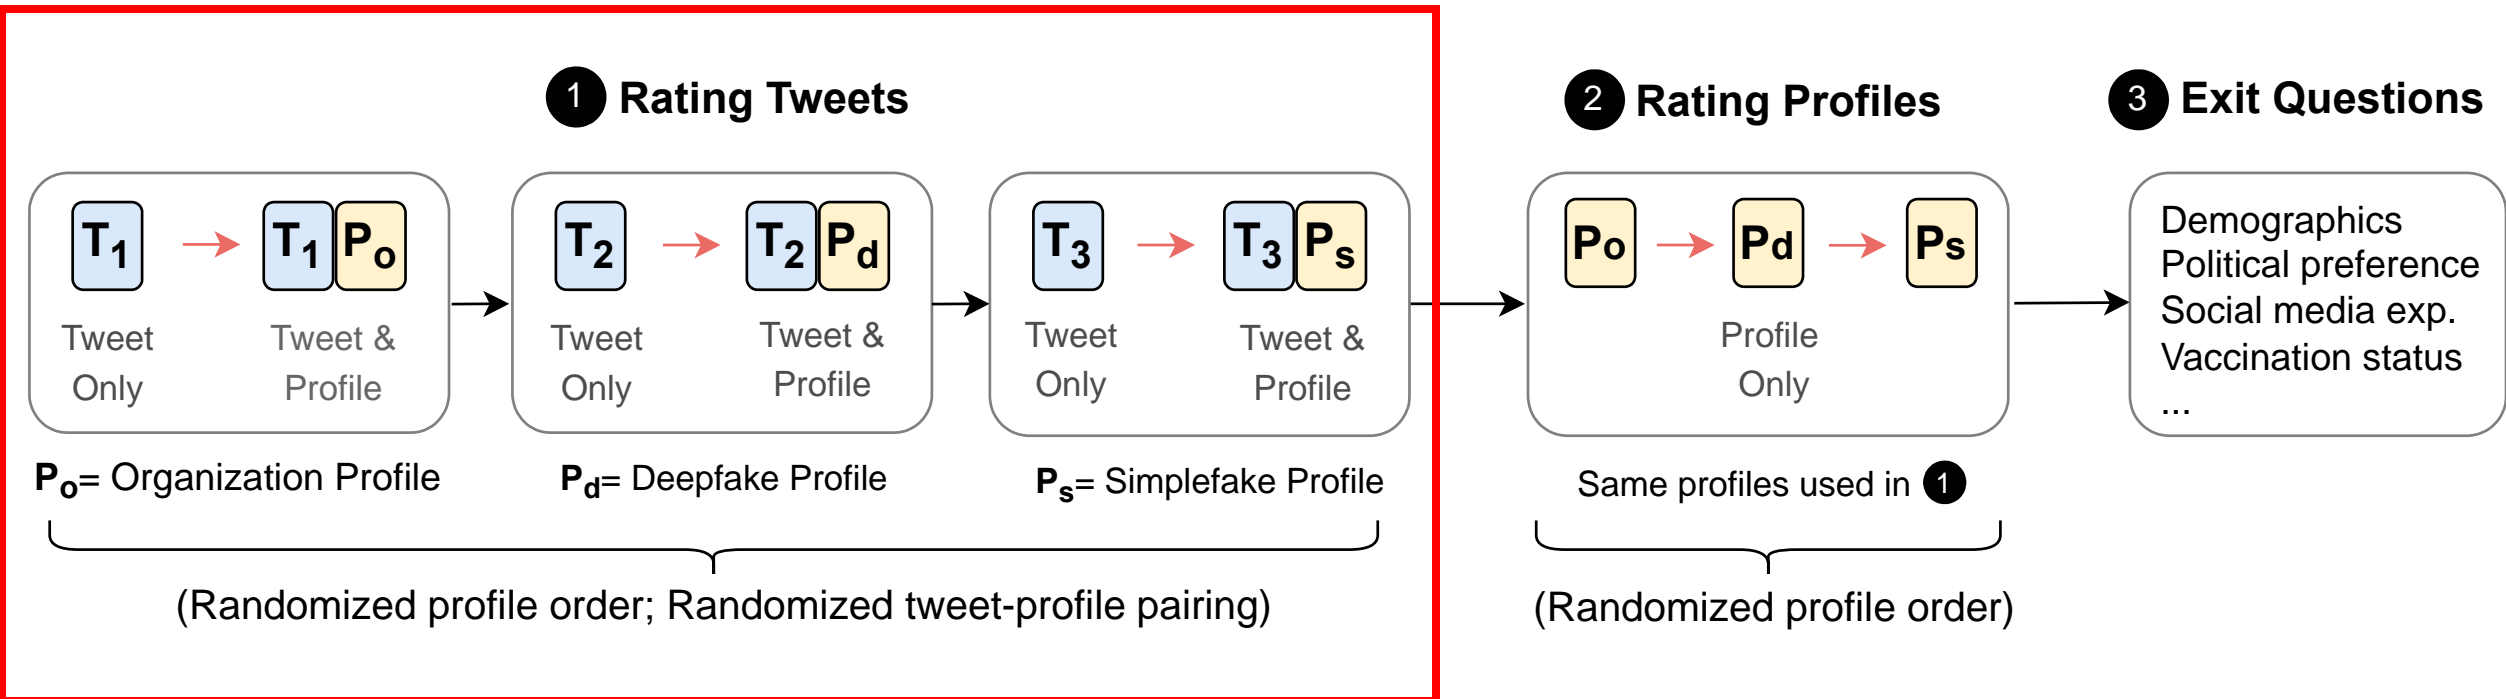 1 Rating Tweets
T1 T1 Po
Tweet Only
Tweet & Profile
T2 T2 Pd
Tweet Only
Tweet & Profile
T3 T3 Ps
Tweet Only
Tweet & Profile
Po= Organization Profile
Pd= Deepfake Profile
Ps= Simplefake Profile
(Randomized profile order; Randomized tweet-profile pairing)
2 Rating Profiles
Po Pd Ps
Profile
Only
Same profiles used in 1
(Randomized profile order)
3 Exit Questions
Demographics
Political preference
Social media exp.
Vaccination status
...